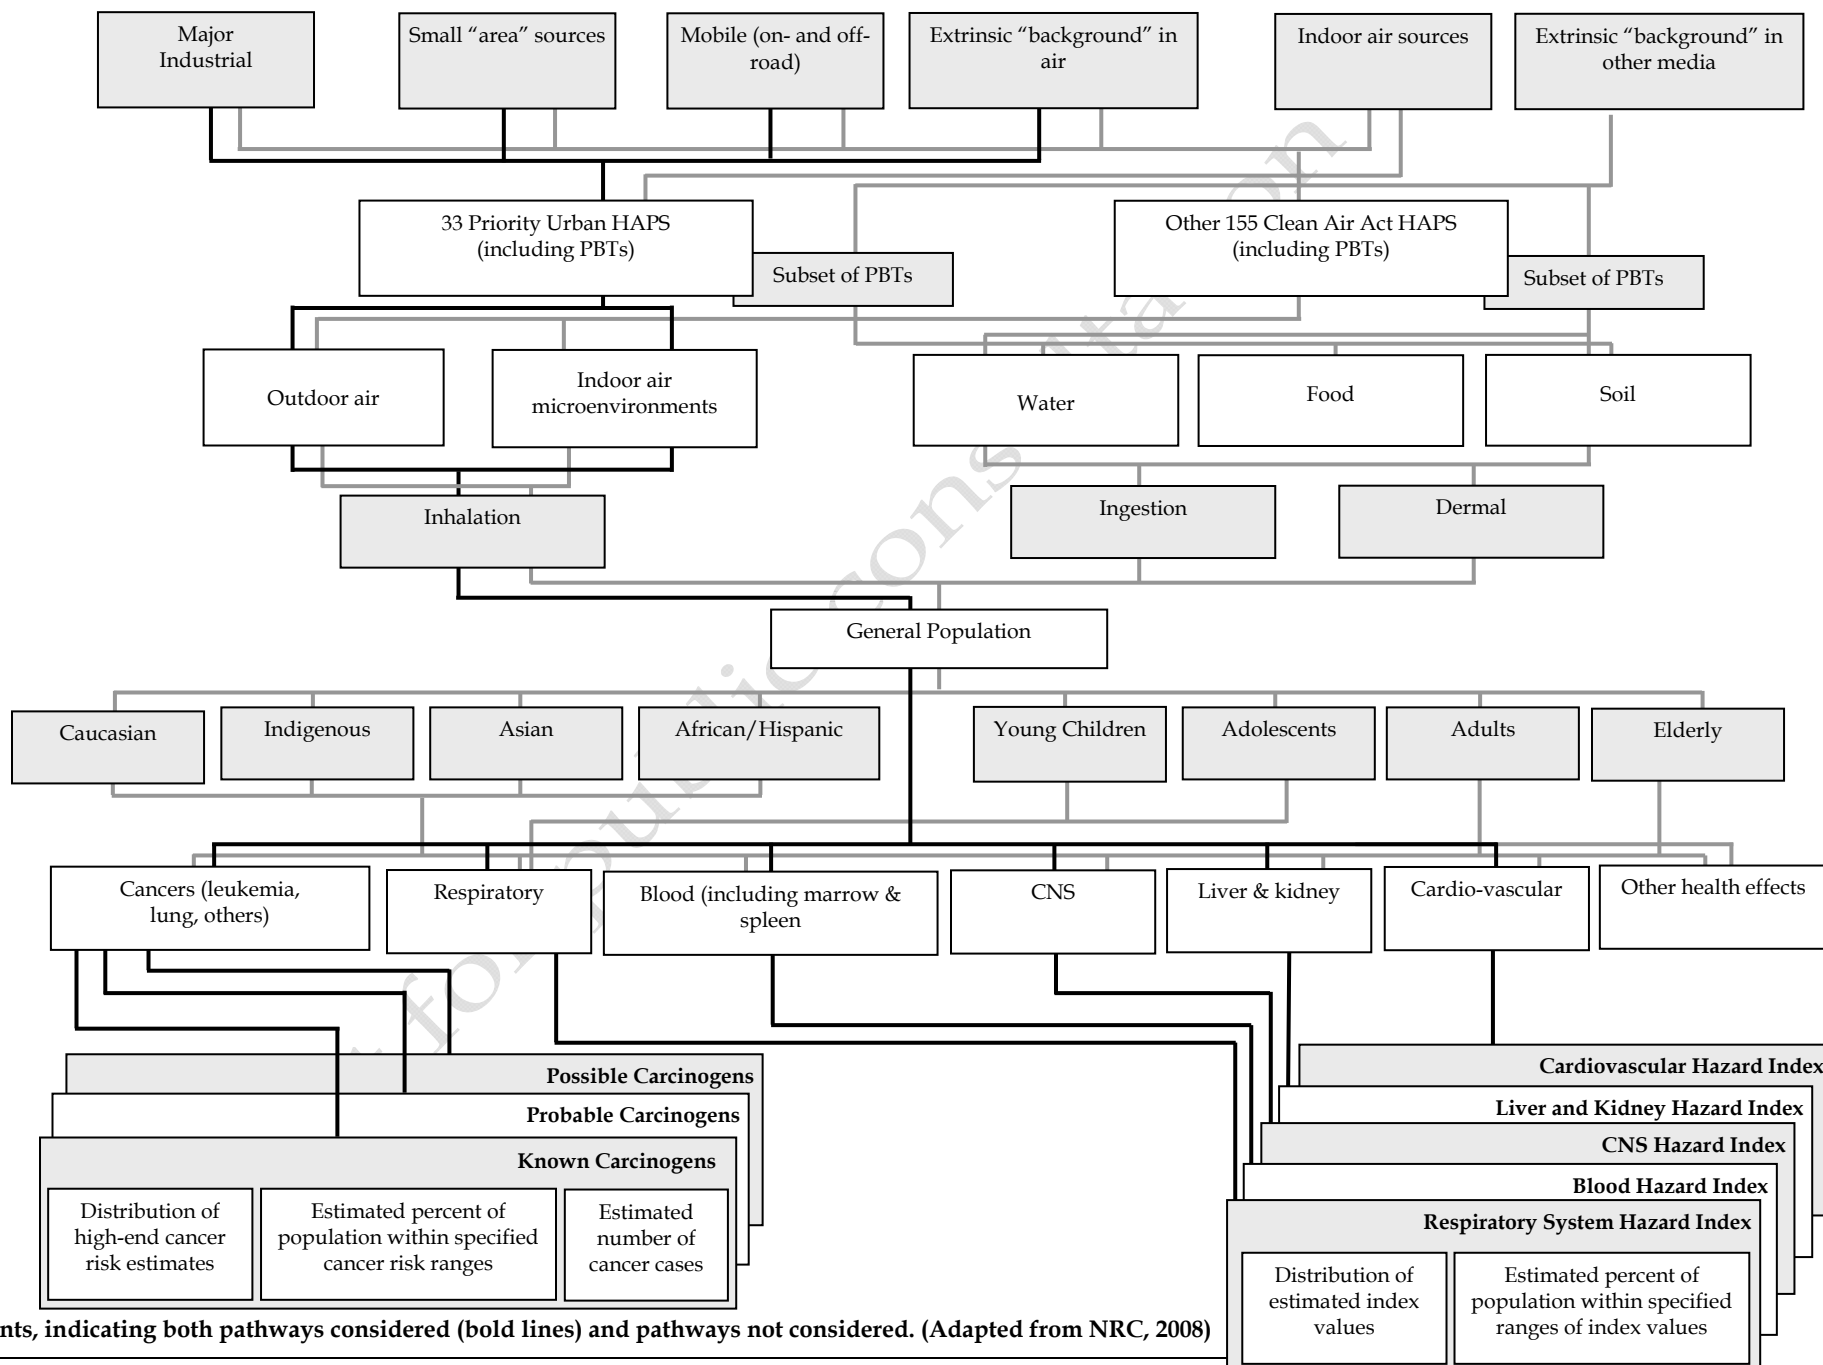 Major
Industrial
Small “area” sources
Mobile (on- and off-
road)
Extrinsic “background” in
air
Indoor air sources
Extrinsic “background” in
other media
33 Priority Urban HAPS
(including PBTs)
Subset of PBTs
Other 155 Clean Air Act HAPS
(including PBTs)
Subset of PBTs
Outdoor air
Indoor air
microenvironments
Water
Food
Soil
Inhalation
Ingestion
Dermal
General Population
Caucasian
Indigenous
Asian
African/Hispanic
Young Children
Adolescents
Adults
Elderly
Cancers (leukemia,
lung, others)
Respiratory
Blood (including marrow &
spleen
CNS
Liver & kidney
Cardio-vascular
Other health effects
Possible Carcinogens
Probable Carcinogens
Known Carcinogens
Distribution of
high-end cancer
risk estimates
Estimated percent of
population within specified
cancer risk ranges
Estimated
number of
cancer cases
Cardiovascular Hazard Index
Liver and Kidney Hazard Index
CNS Hazard Index
Blood Hazard Index
Respiratory System Hazard Index
Distribution of
estimated index
values
Estimated percent of
population within specified
ranges of index values
nts, indicating both pathways considered (bold lines) and pathways not considered. (Adapted from NRC, 2008)